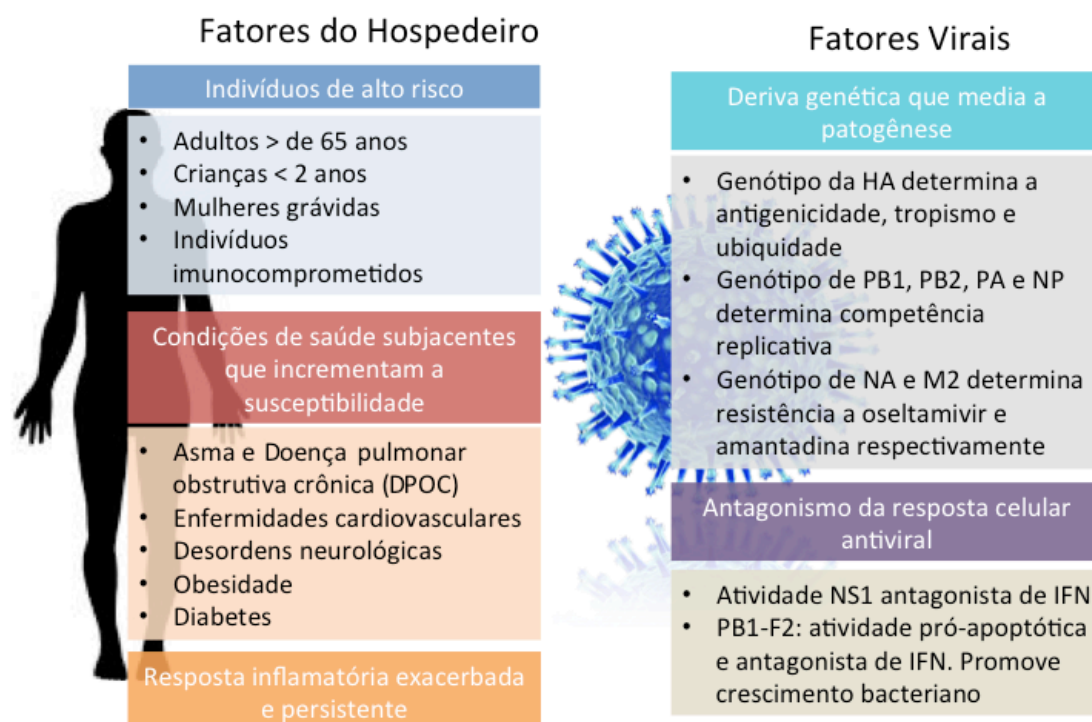 Fatores do Hospedeiro
Indivíduos de alto risco
• Adultos > de 65 anos
• Crianças < 2 anos
• Mulheres grávidas
• Indivíduos
imunocomprometidos
Condições de saúde subjacentes
que incrementam a
susceptibilidade
• Asma e Doença pulmonar
obstrutiva crônica (DPOC)
• Enfermidades cardiovasculares
• Desordens neurológicas
• Obesidade
• Diabetes
Resposta inflamatória exacerbada
e persistente
Fatores Virais
Deriva genética que media a
patogênese
• Genótipo da HA determina a
antigenicidade, tropismo e
ubiquidade
• Genótipo de PB1, PB2, PA e NP
determina competência
replicativa
• Genótipo de NA e M2 determina
resistência a oseltamivir e
amantadina respectivamente
Antagonismo da resposta celular
antiviral
• Atividade NS1 antagonista de IFN
• PB1-F2: atividade pró-apoptótica
e antagonista de IFN. Promove
crescimento bacteriano